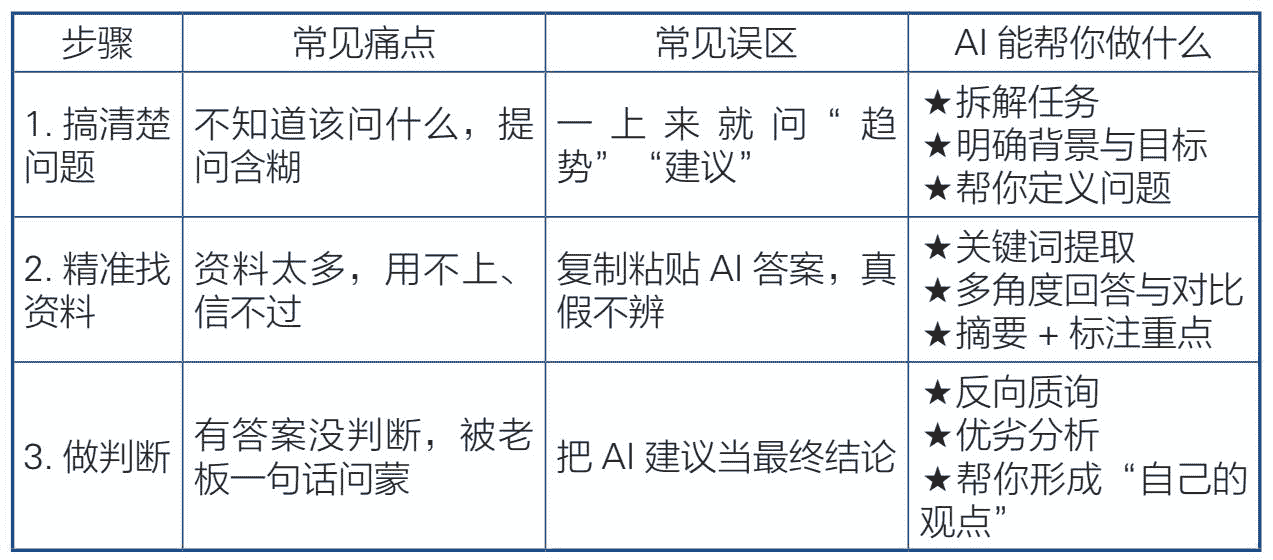 步骤 常见痛点 常见误区 AI 能帮你做什么
1. 搞清楚
问题
不知道该问什么，提
问含糊
一上来就问“趋
势” “建议”
★拆解任务
★明确背景与目标
★帮你定义问题
2. 精准找
资料
资料太多，用不上、
信不过
复制粘贴 AI 答案，真
假不辨
★关键词提取
★多角度回答与对比
★摘要 + 标注重点
3. 做判断
有答案没判断，被老
板一句话问蒙
把 AI 建议当最终结论
★反向质询
★优劣分析
★帮你形成“自己的
观点”